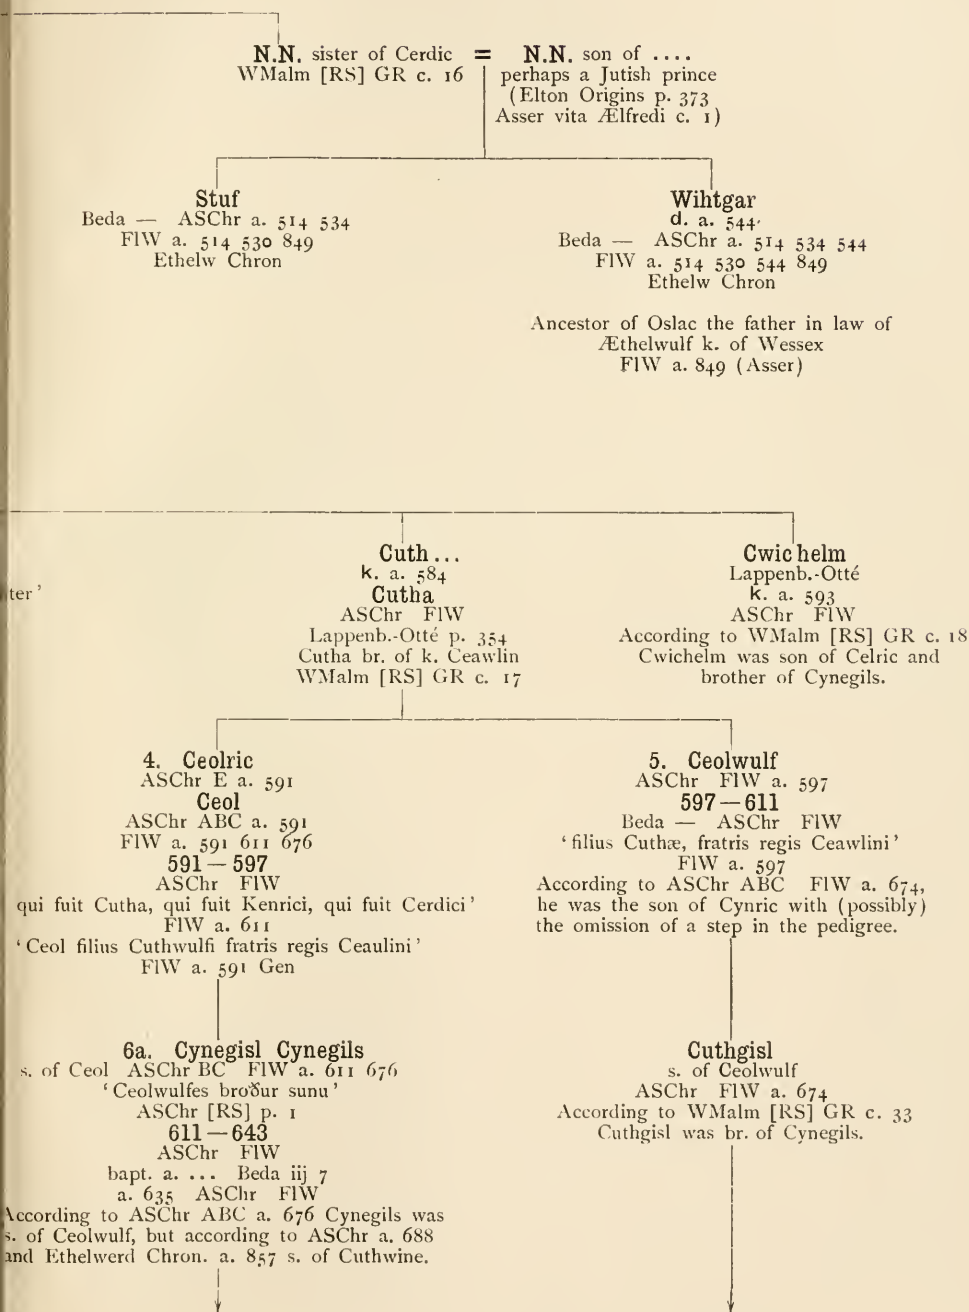 N.N. sister of Cerdic = N.N. son of ....
WMalm [RS] GR c. 16
perhaps a Jutish prince
(Elton Origins p. 373
Asser vita Ælfredi c. 1)
Stuf
Beda — ASChr a. 514 534
FlW a. 514 530 849
Ethelw Chron
Wihtgar
d. a. 544
Beda — ASChr a. 514 534 544
FlW a. 514 530 544 849
Ethelw Chron
Ancestor of Oslac the father in law of
Æthelwulf k. of Wessex
FlW a. 849 (Asser)
ter'
Cuth...
k. a. 584
Cutha
ASChr FlW
Lappenb.-Otté p. 354
Cutha br. of k. Ceawlin
WMalm [RS] GR c. 17
Cwichelm
Lappenb.-Otté
k. a. 593
ASChr FlW
According to WMalm [RS] GR c. 18
Cwichelm was son of Celric and
brother of Cynegils.
4. Ceolric
ASChr E a. 591
Ceol
ASChr ABC a. 591
FlW a. 591 611 676
591—597
ASChr FlW
qui fuit Cutha, qui fuit Kenrici, qui fuit Cerdici'
FlW a. 611
'Ceol filius Cuthwulfi fratris regis Ceaulini'
FlW a. 591 Gen
5. Ceolwulf
ASChr FlW a. 597
597—611
Beda — ASChr FlW
'filius Cuthæ, fratris regis Ceawlini'
FlW a. 597
According to ASChr ABC FlW a. 674,
he was the son of Cynric with (possibly)
the omission of a step in the pedigree.
6a. Cynegisl Cynegils
s. of Ceol ASChr BC FlW a. 611 676
'Ceolwulfes broður sunu'
ASChr [RS] p. 1
611—643
ASChr FlW
bapt. a. ... Beda iij 7
a. 635 ASChr FlW
According to ASChr ABC a. 676 Cynegils was
s. of Ceolwulf, but according to ASChr a. 688
and Ethelwerd Chron. a. 857 s. of Cuthwine.
Cuthgisl
s. of Ceolwulf
ASChr FlW a. 674
According to WMalm [RS] GR c. 33
Cuthgisl was br. of Cynegils.